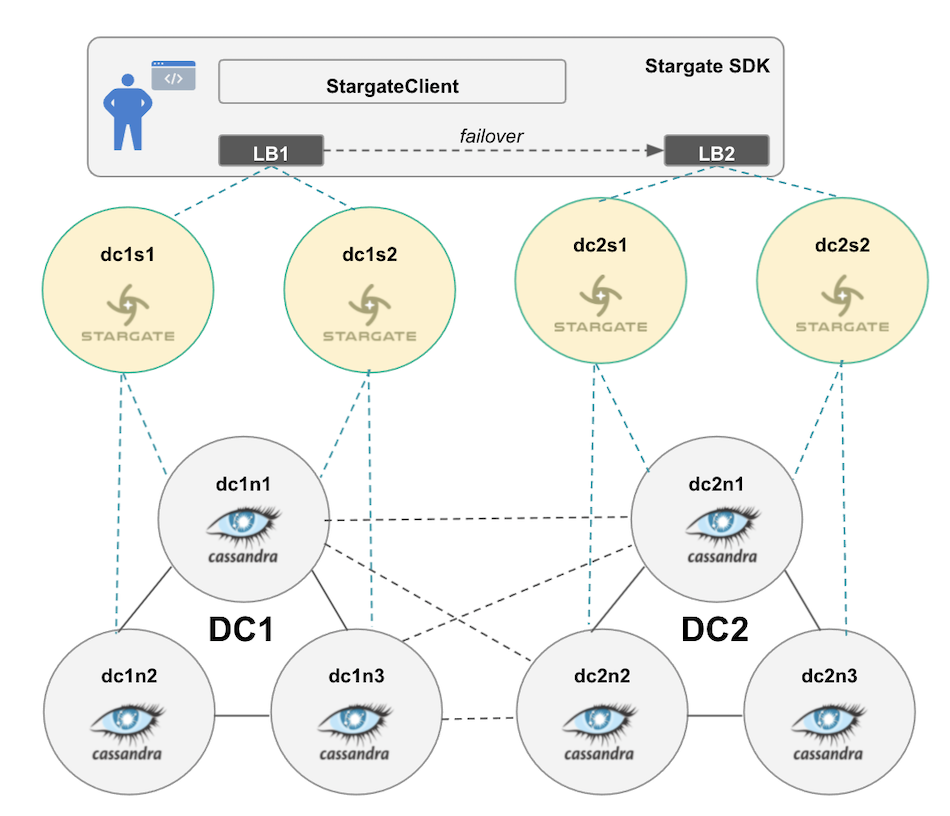 Stargate SDK
</>
StargateClient
failover
LB1
LB2
dc1s1
dc1s2
dc2s1
dc2s2
STARGATE
STARGATE
STARGATE
STARGATE
dc1n1
dc2n1
cassandra
cassandra
DC1
DC2
dc1n2
dc1n3
dc2n2
dc2n3
cassandra
cassandra
cassandra
cassandra